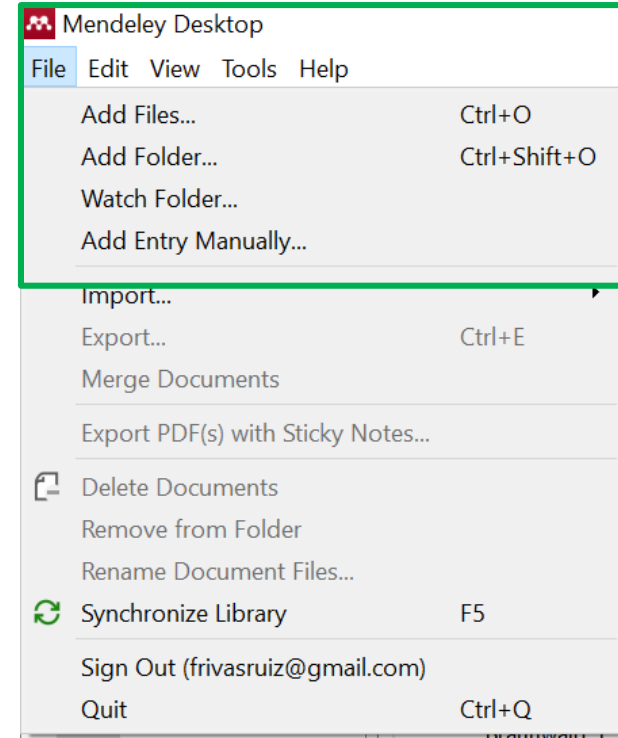 Mendeley Desktop
File Edit View Tools Help
Add Files... Ctrl+O
Add Folder... Ctrl+Shift+O
Watch Folder...
Add Entry Manually...
Import...
Export... Ctrl+E
Merge Documents
Export PDF(s) with Sticky Notes...
Delete Documents
Remove from Folder
Rename Document Files...
Synchronize Library F5
Sign Out (frivasruiz@gmail.com)
Quit Ctrl+Q